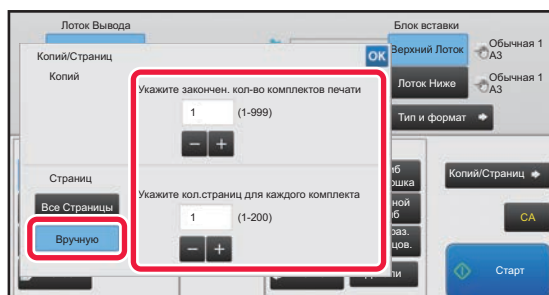 Лоток Вывода
Блок вставки
Верхний Лоток
Обычная 1
A3
Копий/Страниц
OK
Копий
Укажите закончен. кол-во комплектов печати
1
(1-999)
Лоток Ниже
Обычная 1
A3
Тип и формат
Страниц
Все Страницы
Вручную
Укажите кол.страниц для каждого комплекта
1
(1-200)
Копий/Страниц
CA
Старт